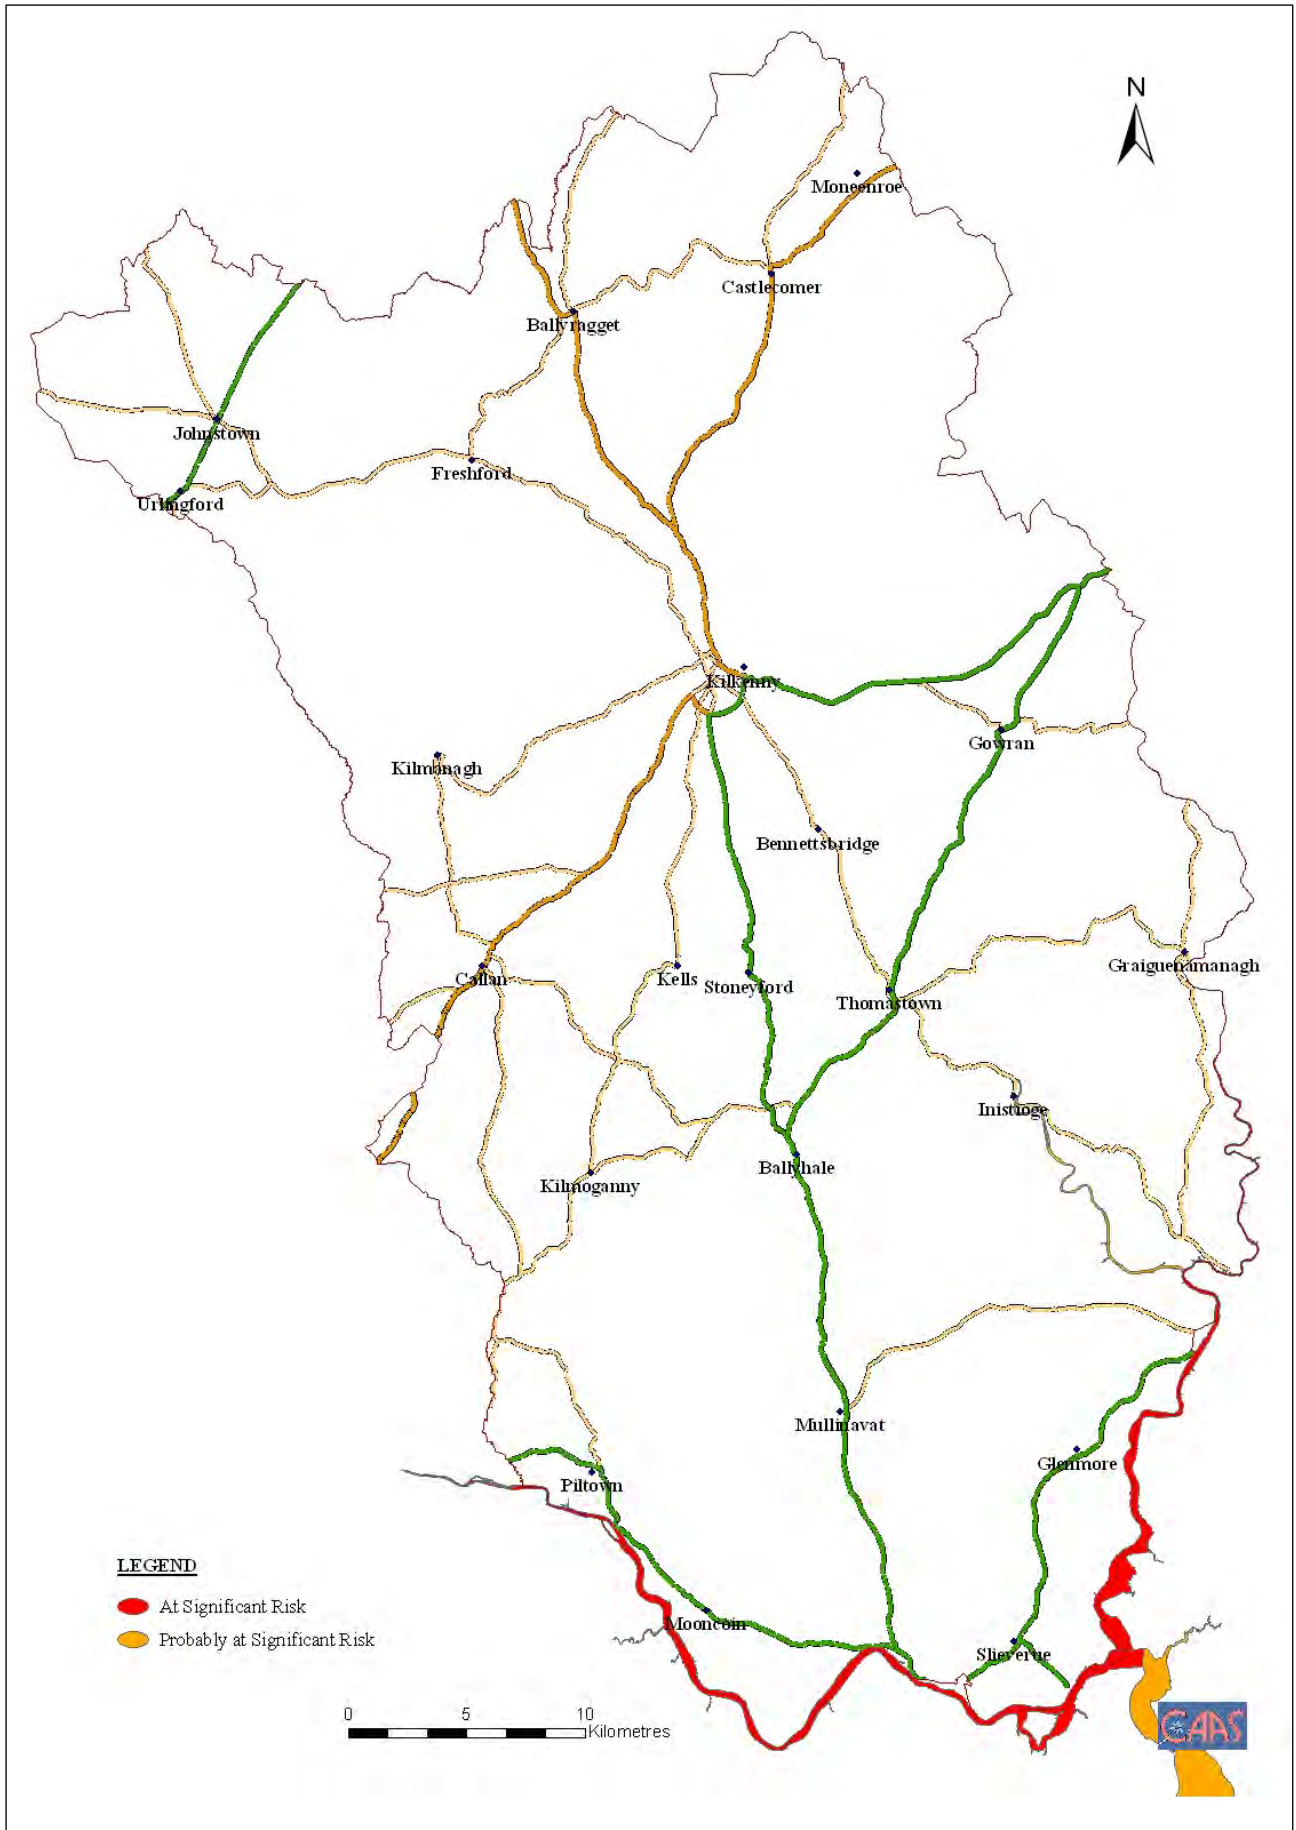 N
Moneenroe
Castlecomer
Ballyragget
Johnstown
Freshford
Urlingford
Kilkenny
Gowran
Kilmanagh
Bennettsbridge
Graiguenamanagh
Callan
Kells
Stoneyford
Thomastown
Inistioge
Ballyhale
Kilmoganny
Mullinavat
Glenmore
Piltown
LEGEND
At Significant Risk
Mooncoin
Probably at Significant Risk
Slieverue
0 5 10
Kilometres
CAAS